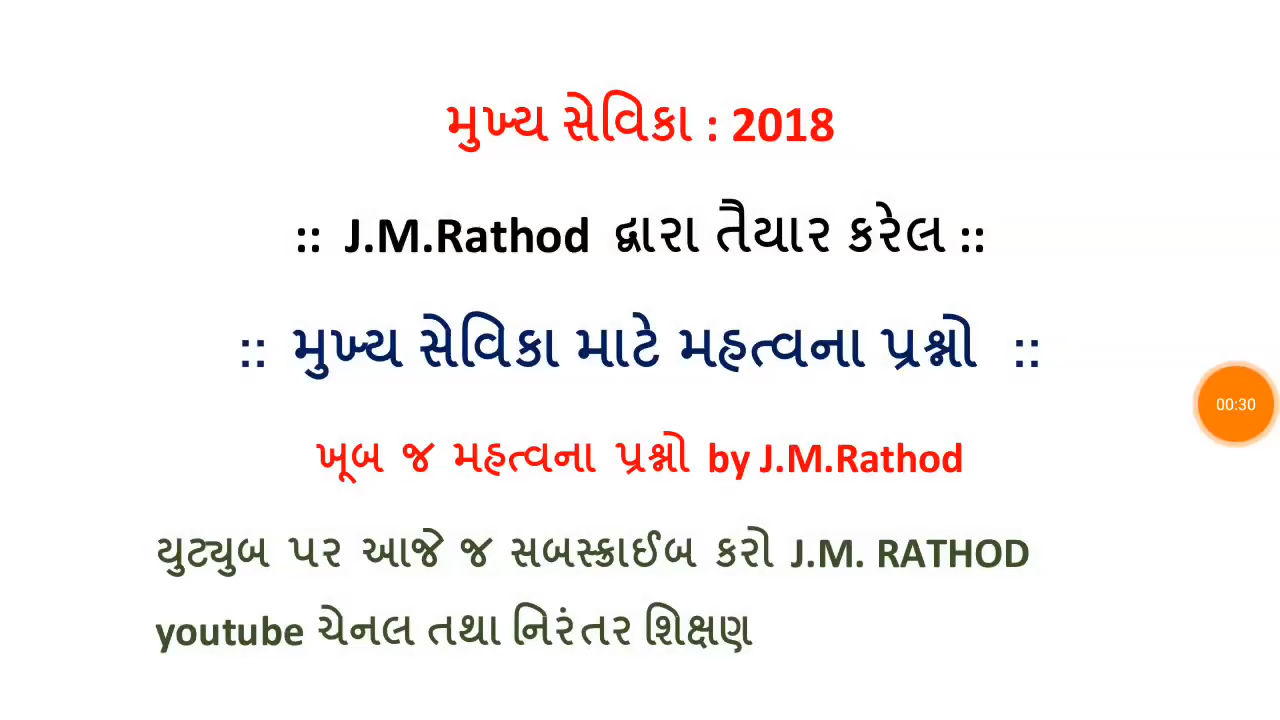 મુખ્ય સેવિકા : 2018
:: J.M.Rathod દ્વારા તૈયાર કરેલ ::
:: મુખ્ય સેવિકા માટે મહત્વના પ્રશ્નો ::
ખૂબ જ મહત્વના પ્રશ્નો by J.M.Rathod
00:30
યુટ્યુબ પર આજે જ સબસ્ક્રાઈબ કરો J.M. RATHOD
youtube ચેનલ તથા નિરંતર શિક્ષણ